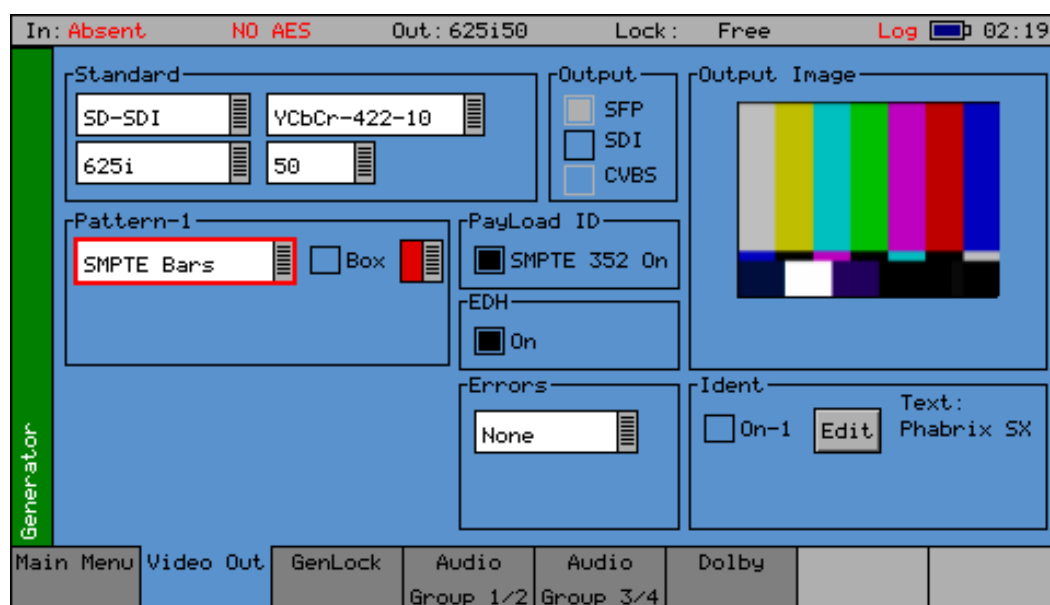 In: Absent NO AES Out: 625i50 Lock: Free Log 02:19
Standard
SD-SDI YCbCr-422-10
625i 50
Output
SFP
SDI
CVBS
Output Image
Pattern-1
SMPTE Bars Box
PayLoad ID
SMPTE 352 On
EDH
On
Errors
None
Ident
On-1 Edit
Text:
Phabrix SX
Generator
Main Menu Video Out GenLock Audio Group 1/2 Audio Group 3/4 Dolby